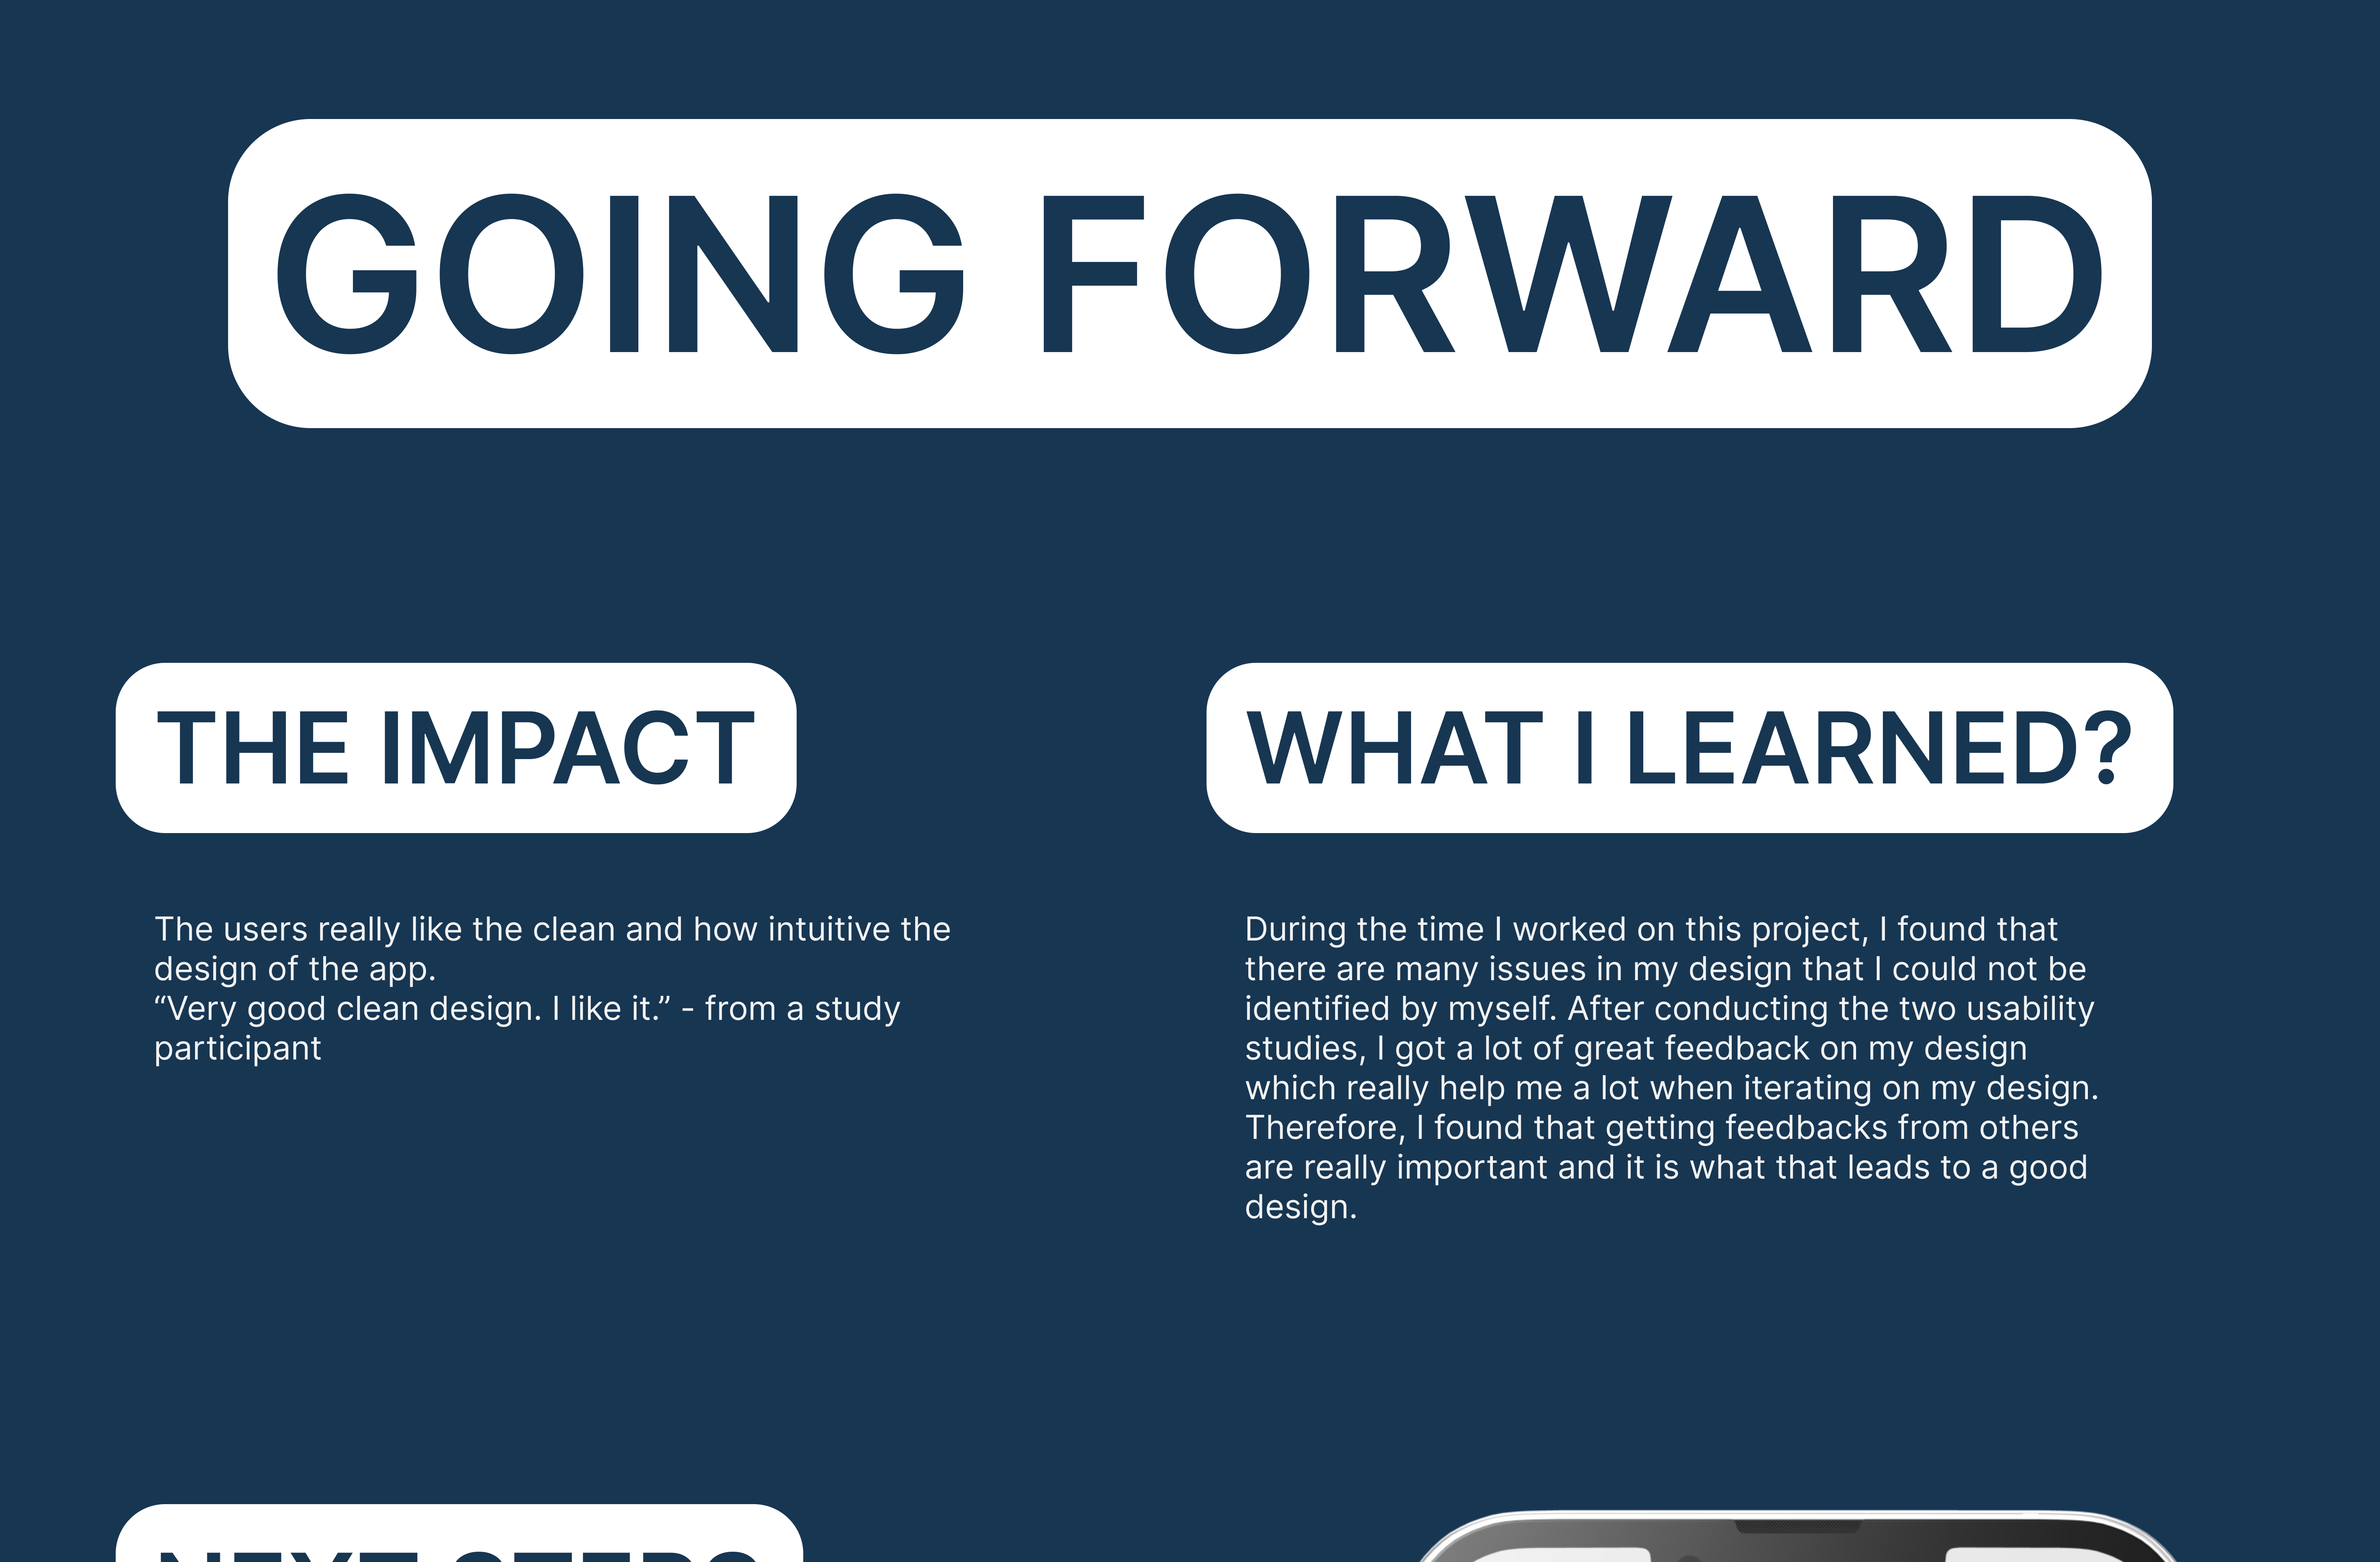 GOING FORWARD
THE IMPACT
The users really like the clean and how intuitive the
design of the app.
“Very good clean design. I like it.” - from a study
participant
WHAT I LEARNED?
During the time I worked on this project, I found that
there are many issues in my design that I could not be
identified by myself. After conducting the two usability
studies, I got a lot of great feedback on my design
which really help me a lot when iterating on my design.
Therefore, I found that getting feedbacks from others
are really important and it is what that leads to a good
design.
NEXT STEPS